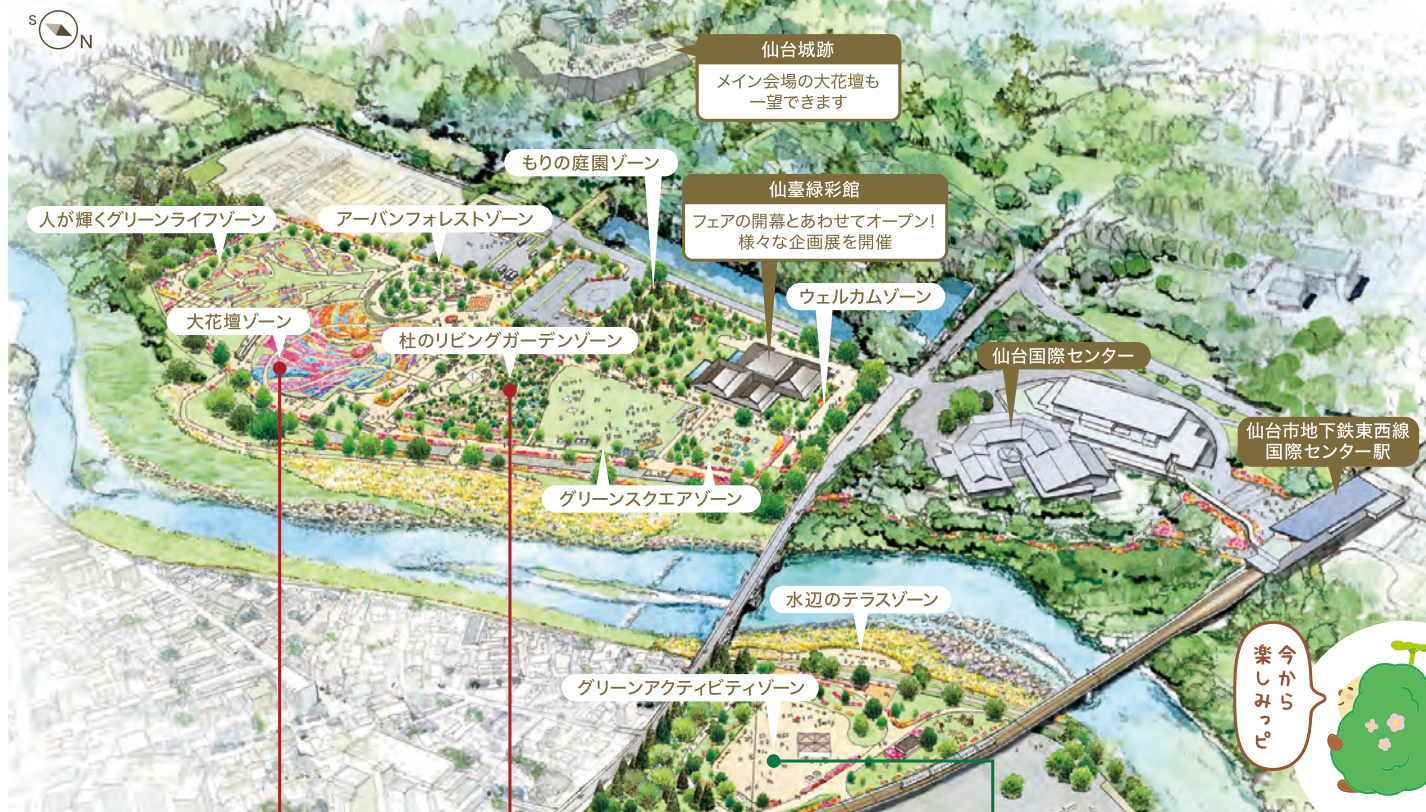 S
N
仙台城跡
メイン会場の大花壇も
一望できます
もりの庭園ゾーン
仙臺緑彩館
フェアの開幕とあわせてオープン!
様々な企画展を開催
人が輝くグリーンライフゾーン
アーバンフォレストゾーン
ウェルカムゾーン
大花壇ゾーン
杜のリビングガーデンゾーン
仙台国際センター
仙台市地下鉄東西線
国際センター駅
グリーンスクエアゾーン
水辺のテラスゾーン
グリーンアクティビティゾーン
今から
楽しみっピ